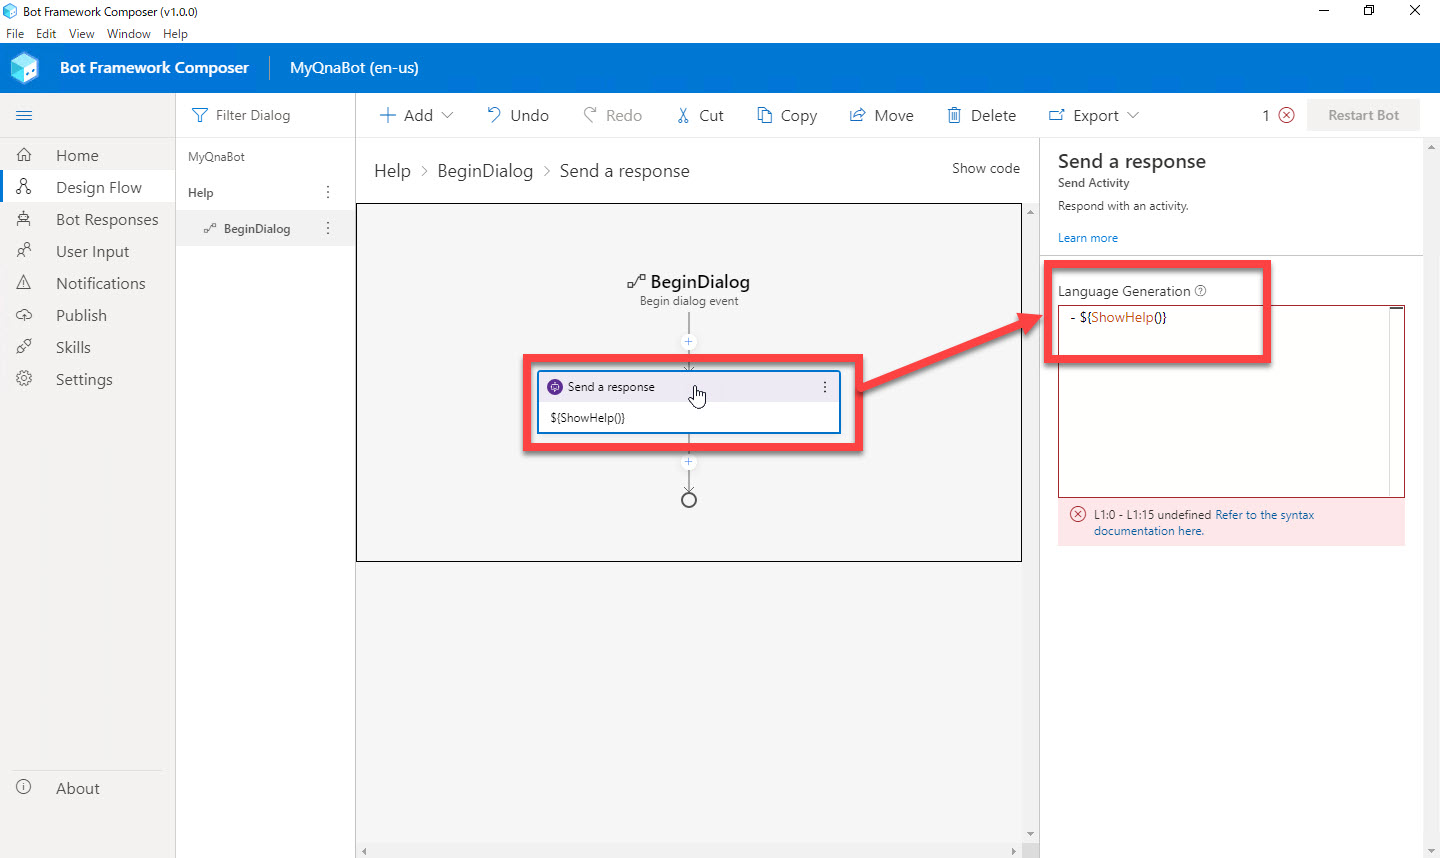 Bot Framework Composer (v1.0.0)
File Edit View Window Help
Bot Framework Composer MyQnaBot (en-us)
Filter Dialog
Add Undo Redo Cut Copy Move Delete Export 1 Restart Bot
Home
Design Flow
Bot Responses
User Input
Notifications
Publish
Skills
Settings
About
MyQnaBot
Help
BeginDialog
Help > BeginDialog > Send a response
Show code
BeginDialog
Begin dialog event
+
Send a response
${ShowHelp()}
+
Send a response
Send Activity
Respond with an activity.
Learn more
Language Generation
- ${ShowHelp()}
L1:0 - L1:15 undefined Refer to the syntax
documentation here.